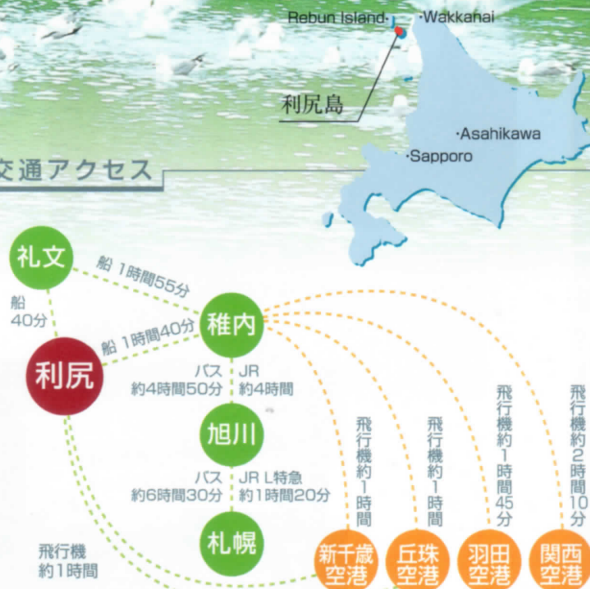 Rebun Island
Wakkanai
利尻島
Asahikawa
Sapporo
交通アクセス
礼文
船 1時間55分
船
40分
稚内
船 1時間40分
利尻
バス
約4時間50分
JR
約4時間
旭川
バス
約6時間30分
JR L特急
約1時間20分
札幌
飛行機
約1時間
飛行機約1時間
飛行機約1時間
飛行機約1時間45分
飛行機約2時間10分
新千歳
空港
丘珠
空港
羽田
空港
関西
空港